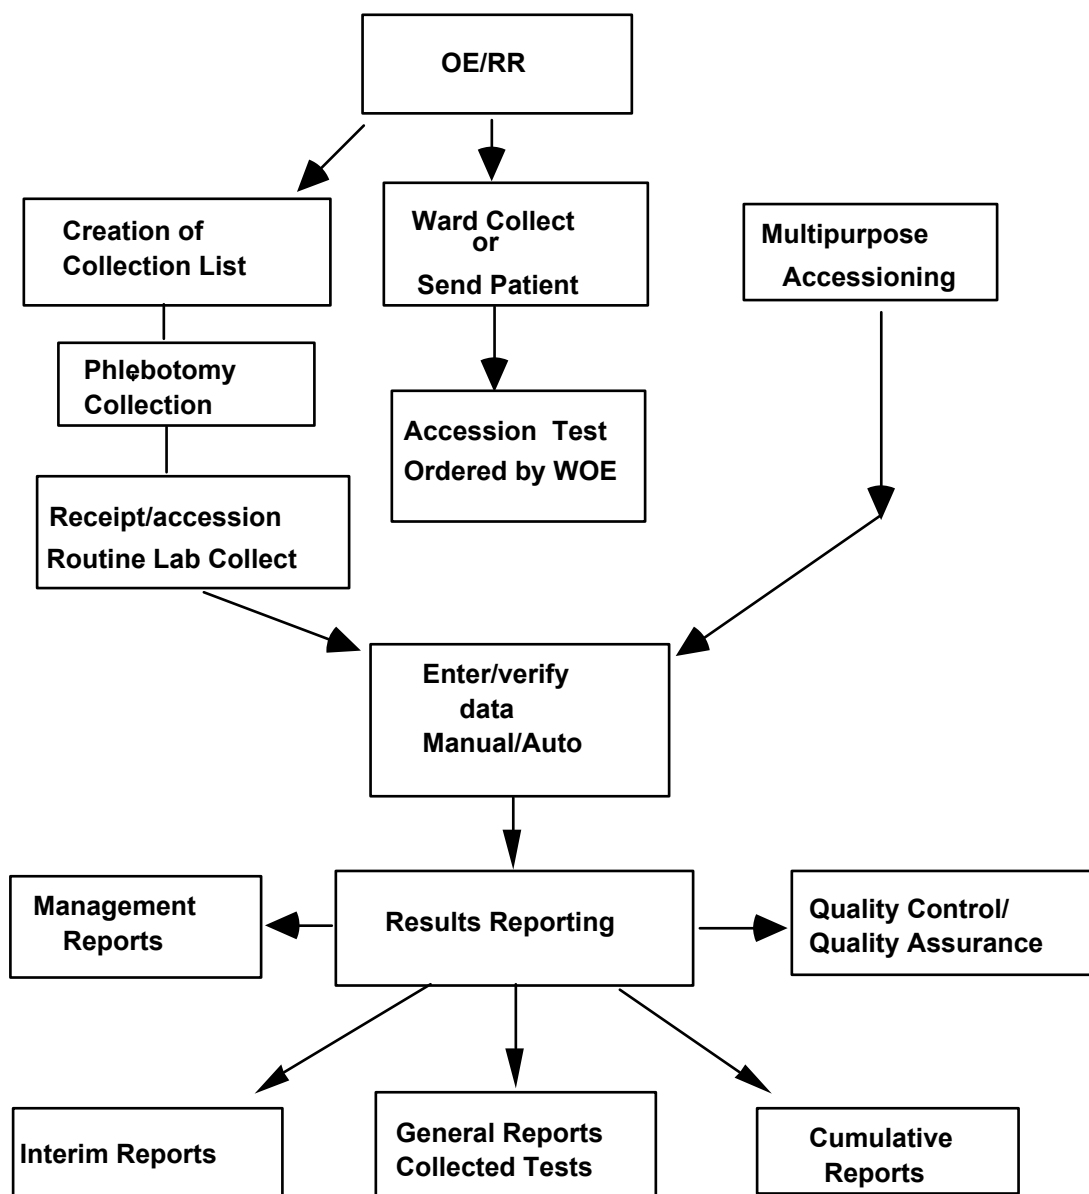 OE/RR
Creation of
Collection List
Ward Collect
or
Send Patient
Multipurpose
Accessioning
Phlebotomy
Collection
Accession Test
Ordered by WOE
Receipt/accession
Routine Lab Collect
Enter/verify
data
Manual/Auto
Management
Reports
Results Reporting
Quality Control/
Quality Assurance
Interim Reports
General Reports
Collected Tests
Cumulative
Reports